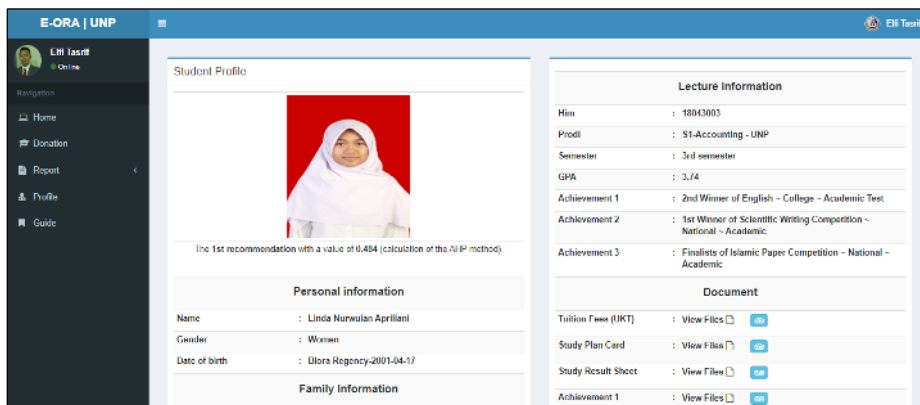 E-ORA | UNP
Elfi Tasrif
Elfi Tasrif
Online
Navigation
Home
Donation
Report
Profile
Guide
Student Profile
The 1st recommendation with a value of 0.484 (calculation of the AHP method).
Personal information
Name : Linda Nurwulan Apriliani
Gender : Women
Date of birth : Blora Regency-2001-04-17
Family Information
Lecture Information
Him : 18043003
Prodi : S1-Accounting - UNP
Semester : 3rd semester
GPA : 3.74
Achievement 1 : 2nd Winner of English ~ College ~ Academic Test
Achievement 2 : 1st Winner of Scientific Writing Competition ~
National ~ Academic
Achievement 3 : Finalists of Islamic Paper Competition ~ National ~
Academic
Document
Tuition Fees (UKT) : View Files
Study Plan Card : View Files
Study Result Sheet : View Files
Achievement 1 : View Files